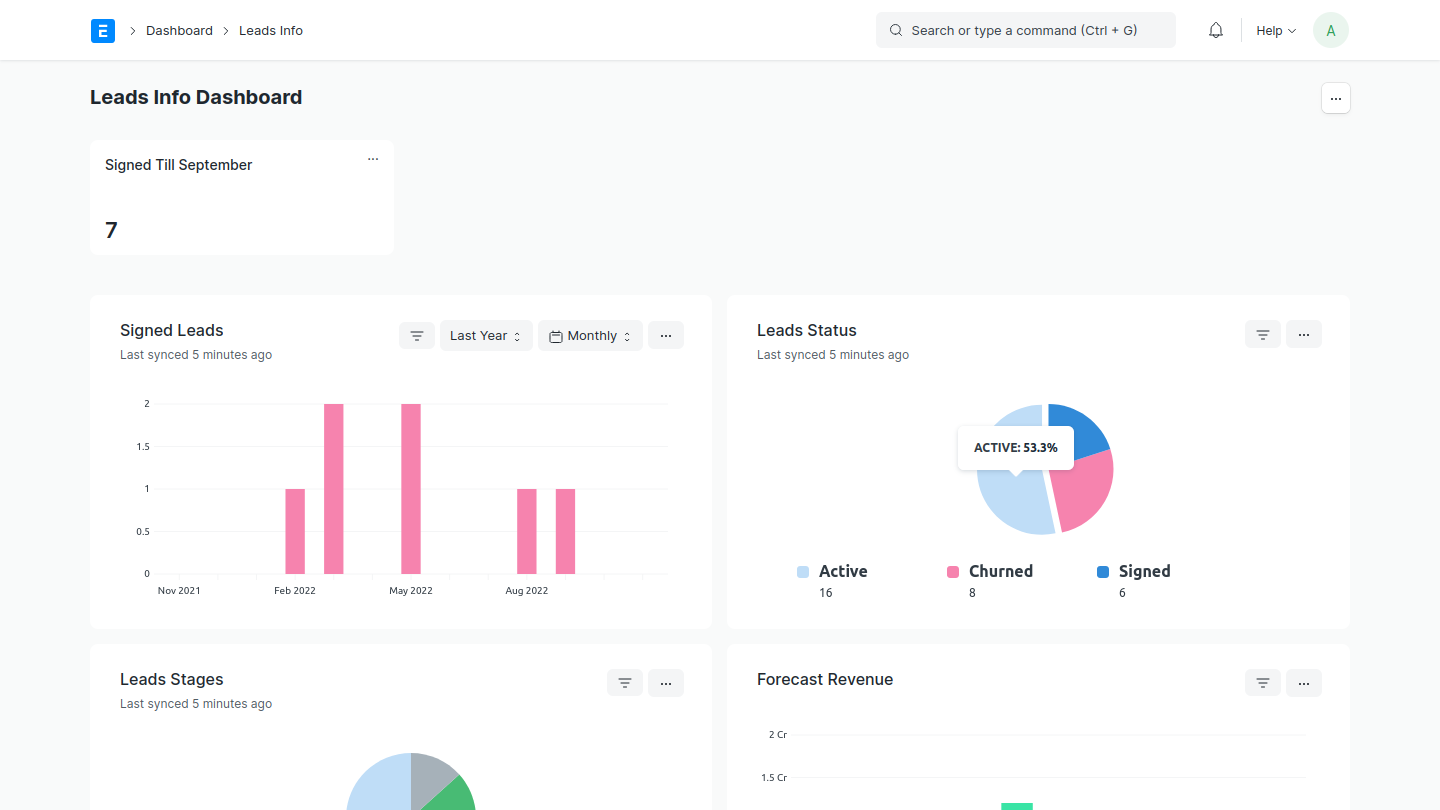 E Dashboard Leads Info Search or type a command (Ctrl + G) Help A
Leads Info Dashboard ...
Signed Till September ...
7
Signed Leads Last Year Monthly ...
Last synced 5 minutes ago
2
1.5
1
0.5
0
Nov 2021 Feb 2022 May 2022 Aug 2022
Leads Status ...
Last synced 5 minutes ago
ACTIVE: 53.3%
Active Churned Signed
16 8 6
Leads Stages ...
Last synced 5 minutes ago
Forecast Revenue ...
2 Cr
1.5 Cr